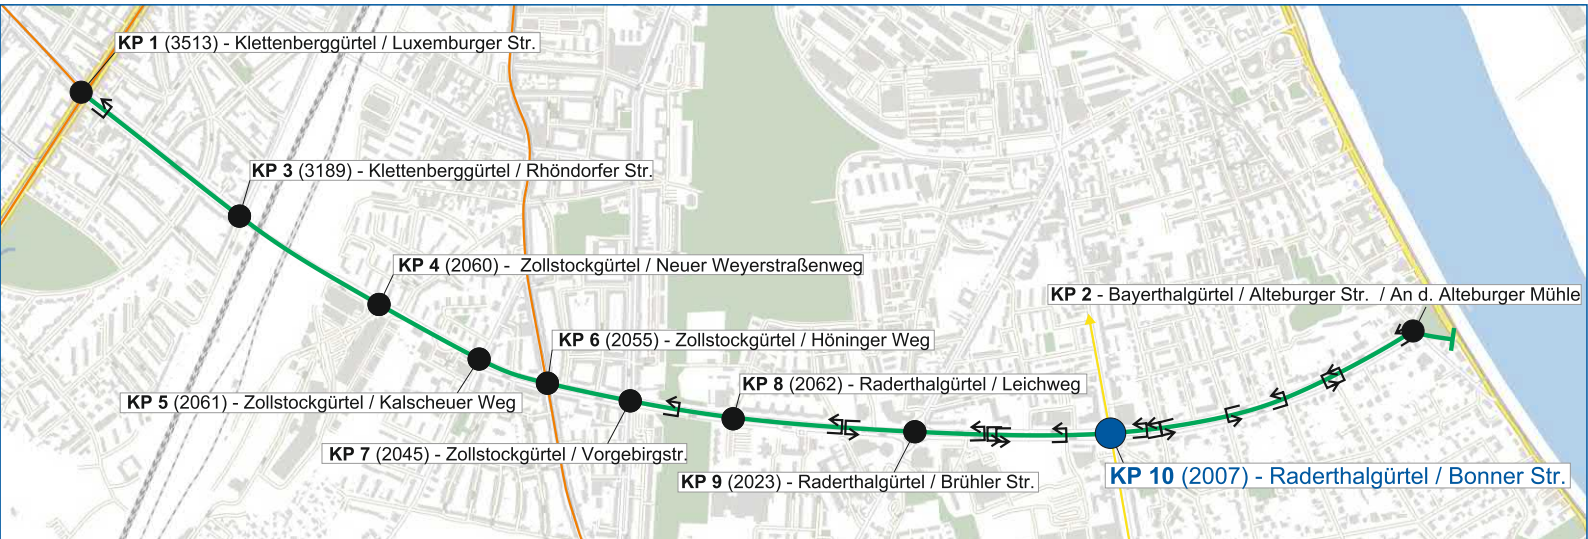 KP 1 (3513) - Klettenberggürtel / Luxemburger Str.
KP 3 (3189) - Klettenberggürtel / Rhöndorfer Str.
KP 4 (2060) - Zollstockgürtel / Neuer Weyerstraßenweg
KP 2 - Bayerthalgürtel / Alteburger Str. / An d. Alteburger Mühle
KP 6 (2055) - Zollstockgürtel / Höninger Weg
KP 8 (2062) - Raderthalgürtel / Leichweg
KP 5 (2061) - Zollstockgürtel / Kalscheuer Weg
KP 7 (2045) - Zollstockgürtel / Vorgebirgstr.
KP 9 (2023) - Raderthalgürtel / Brühler Str.
KP 10 (2007) - Raderthalgürtel / Bonner Str.